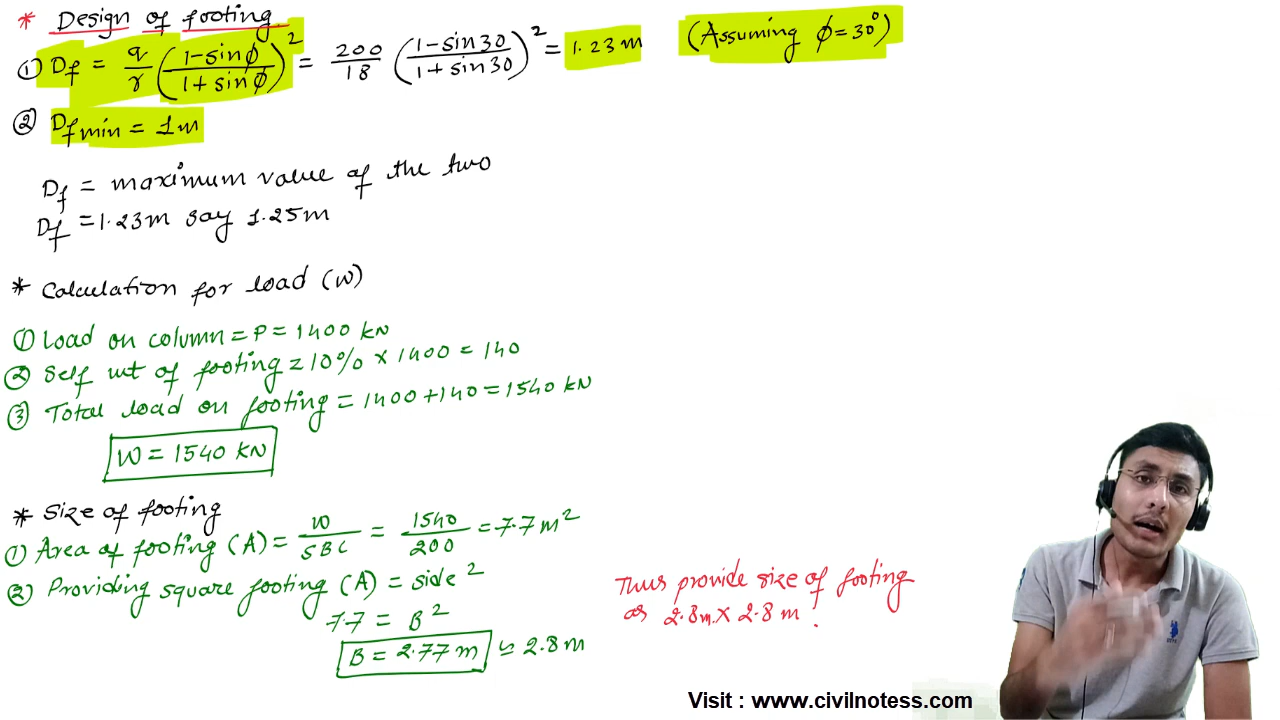 * Design of footing
① Df = q/γ ((1-sinϕ)/(1+sinϕ))² = 200/18 ((1-sin30)/(1+sin30))² = 1.23 m (Assuming ϕ=30°)
② Df min = 1m
Df = maximum value of the two
Df = 1.23m say 1.25m
* Calculation for load (W)
① Load on column = P = 1400 kN
② Self wt of footing = 10% × 1400 = 140
③ Total load on footing = 1400 + 140 = 1540 kN
W = 1540 kN
* Size of footing
① Area of footing (A) = W/SBC = 1540/200 = 7.7 m²
② Providing square footing (A) = side²
7.7 = B²
B = 2.77 m ≃ 2.8 m
Thus provide size of footing
as 2.8m × 2.8 m.
Visit : www.civilnotess.com